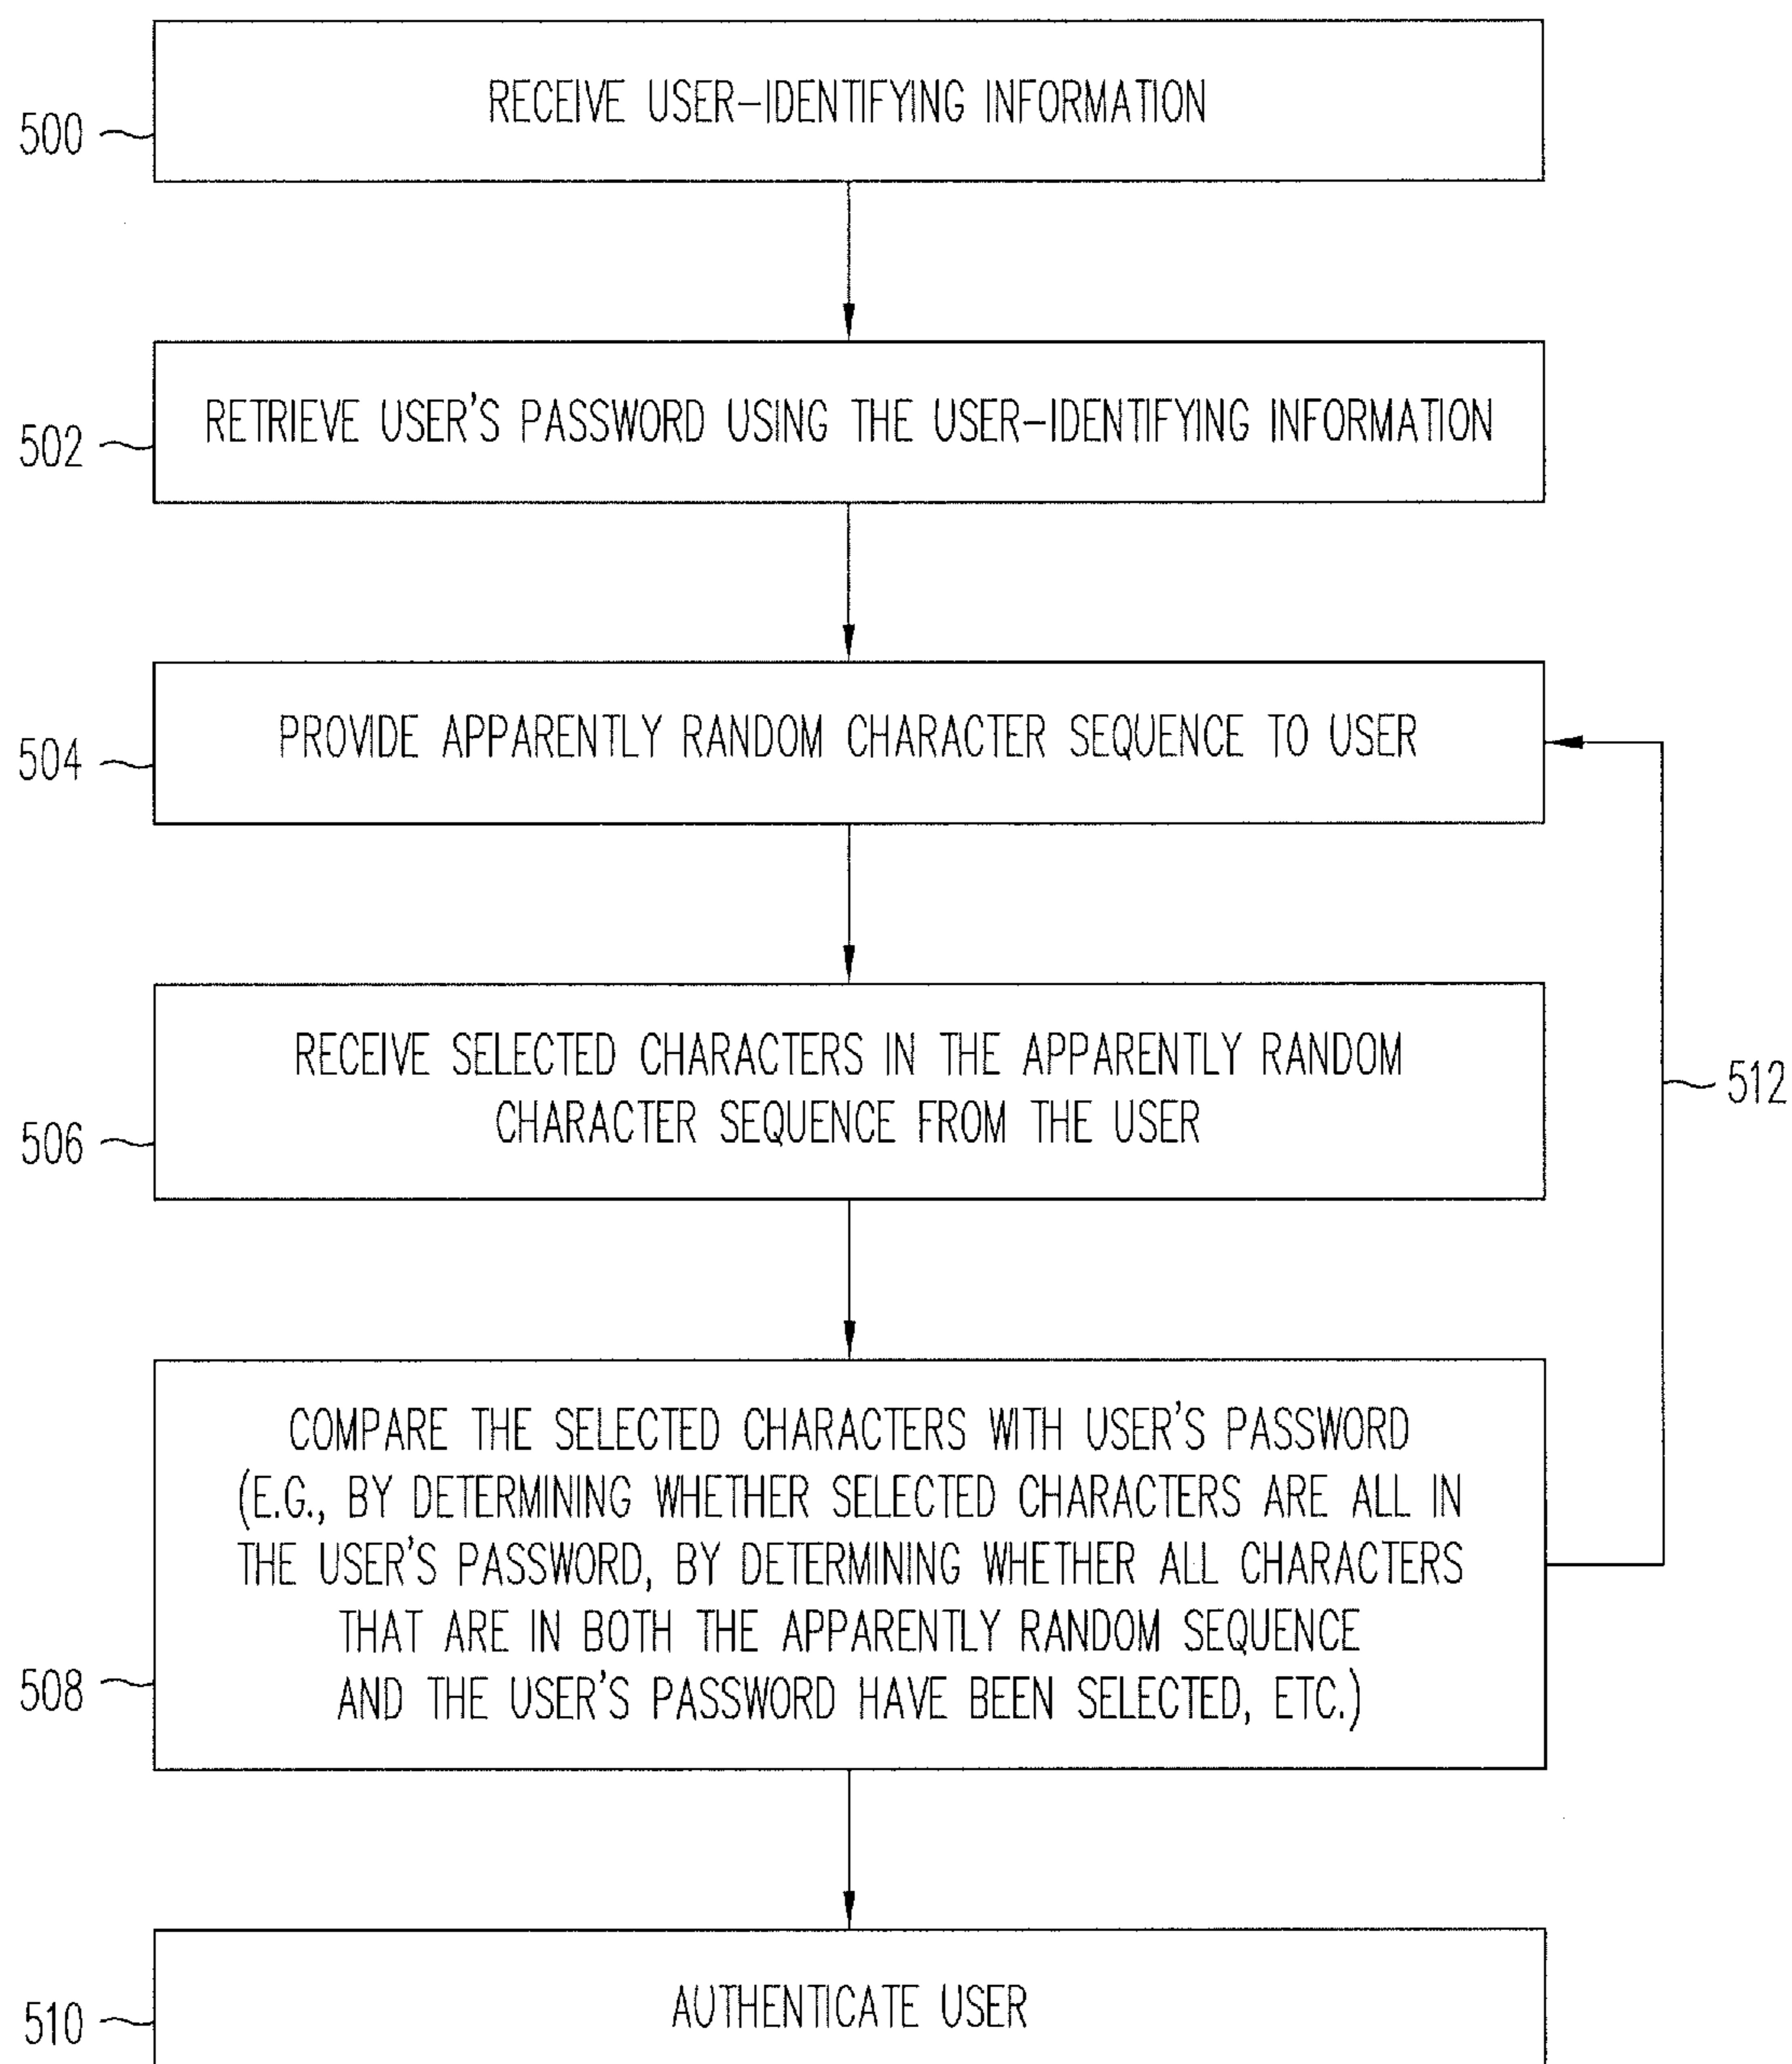 RECEIVE USER-IDENTIFYING INFORMATION
500
RETRIEVE USER'S PASSWORD USING THE USER-IDENTIFYING INFORMATION
502
PROVIDE APPARENTLY RANDOM CHARACTER SEQUENCE TO USER
504
RECEIVE SELECTED CHARACTERS IN THE APPARENTLY RANDOM
CHARACTER SEQUENCE FROM THE USER
506
512
COMPARE THE SELECTED CHARACTERS WITH USER'S PASSWORD
(E.G., BY DETERMINING WHETHER SELECTED CHARACTERS ARE ALL IN
THE USER'S PASSWORD, BY DETERMINING WHETHER ALL CHARACTERS
THAT ARE IN BOTH THE APPARENTLY RANDOM SEQUENCE
AND THE USER'S PASSWORD HAVE BEEN SELECTED, ETC.)
508
AUTHENTICATE USER
510